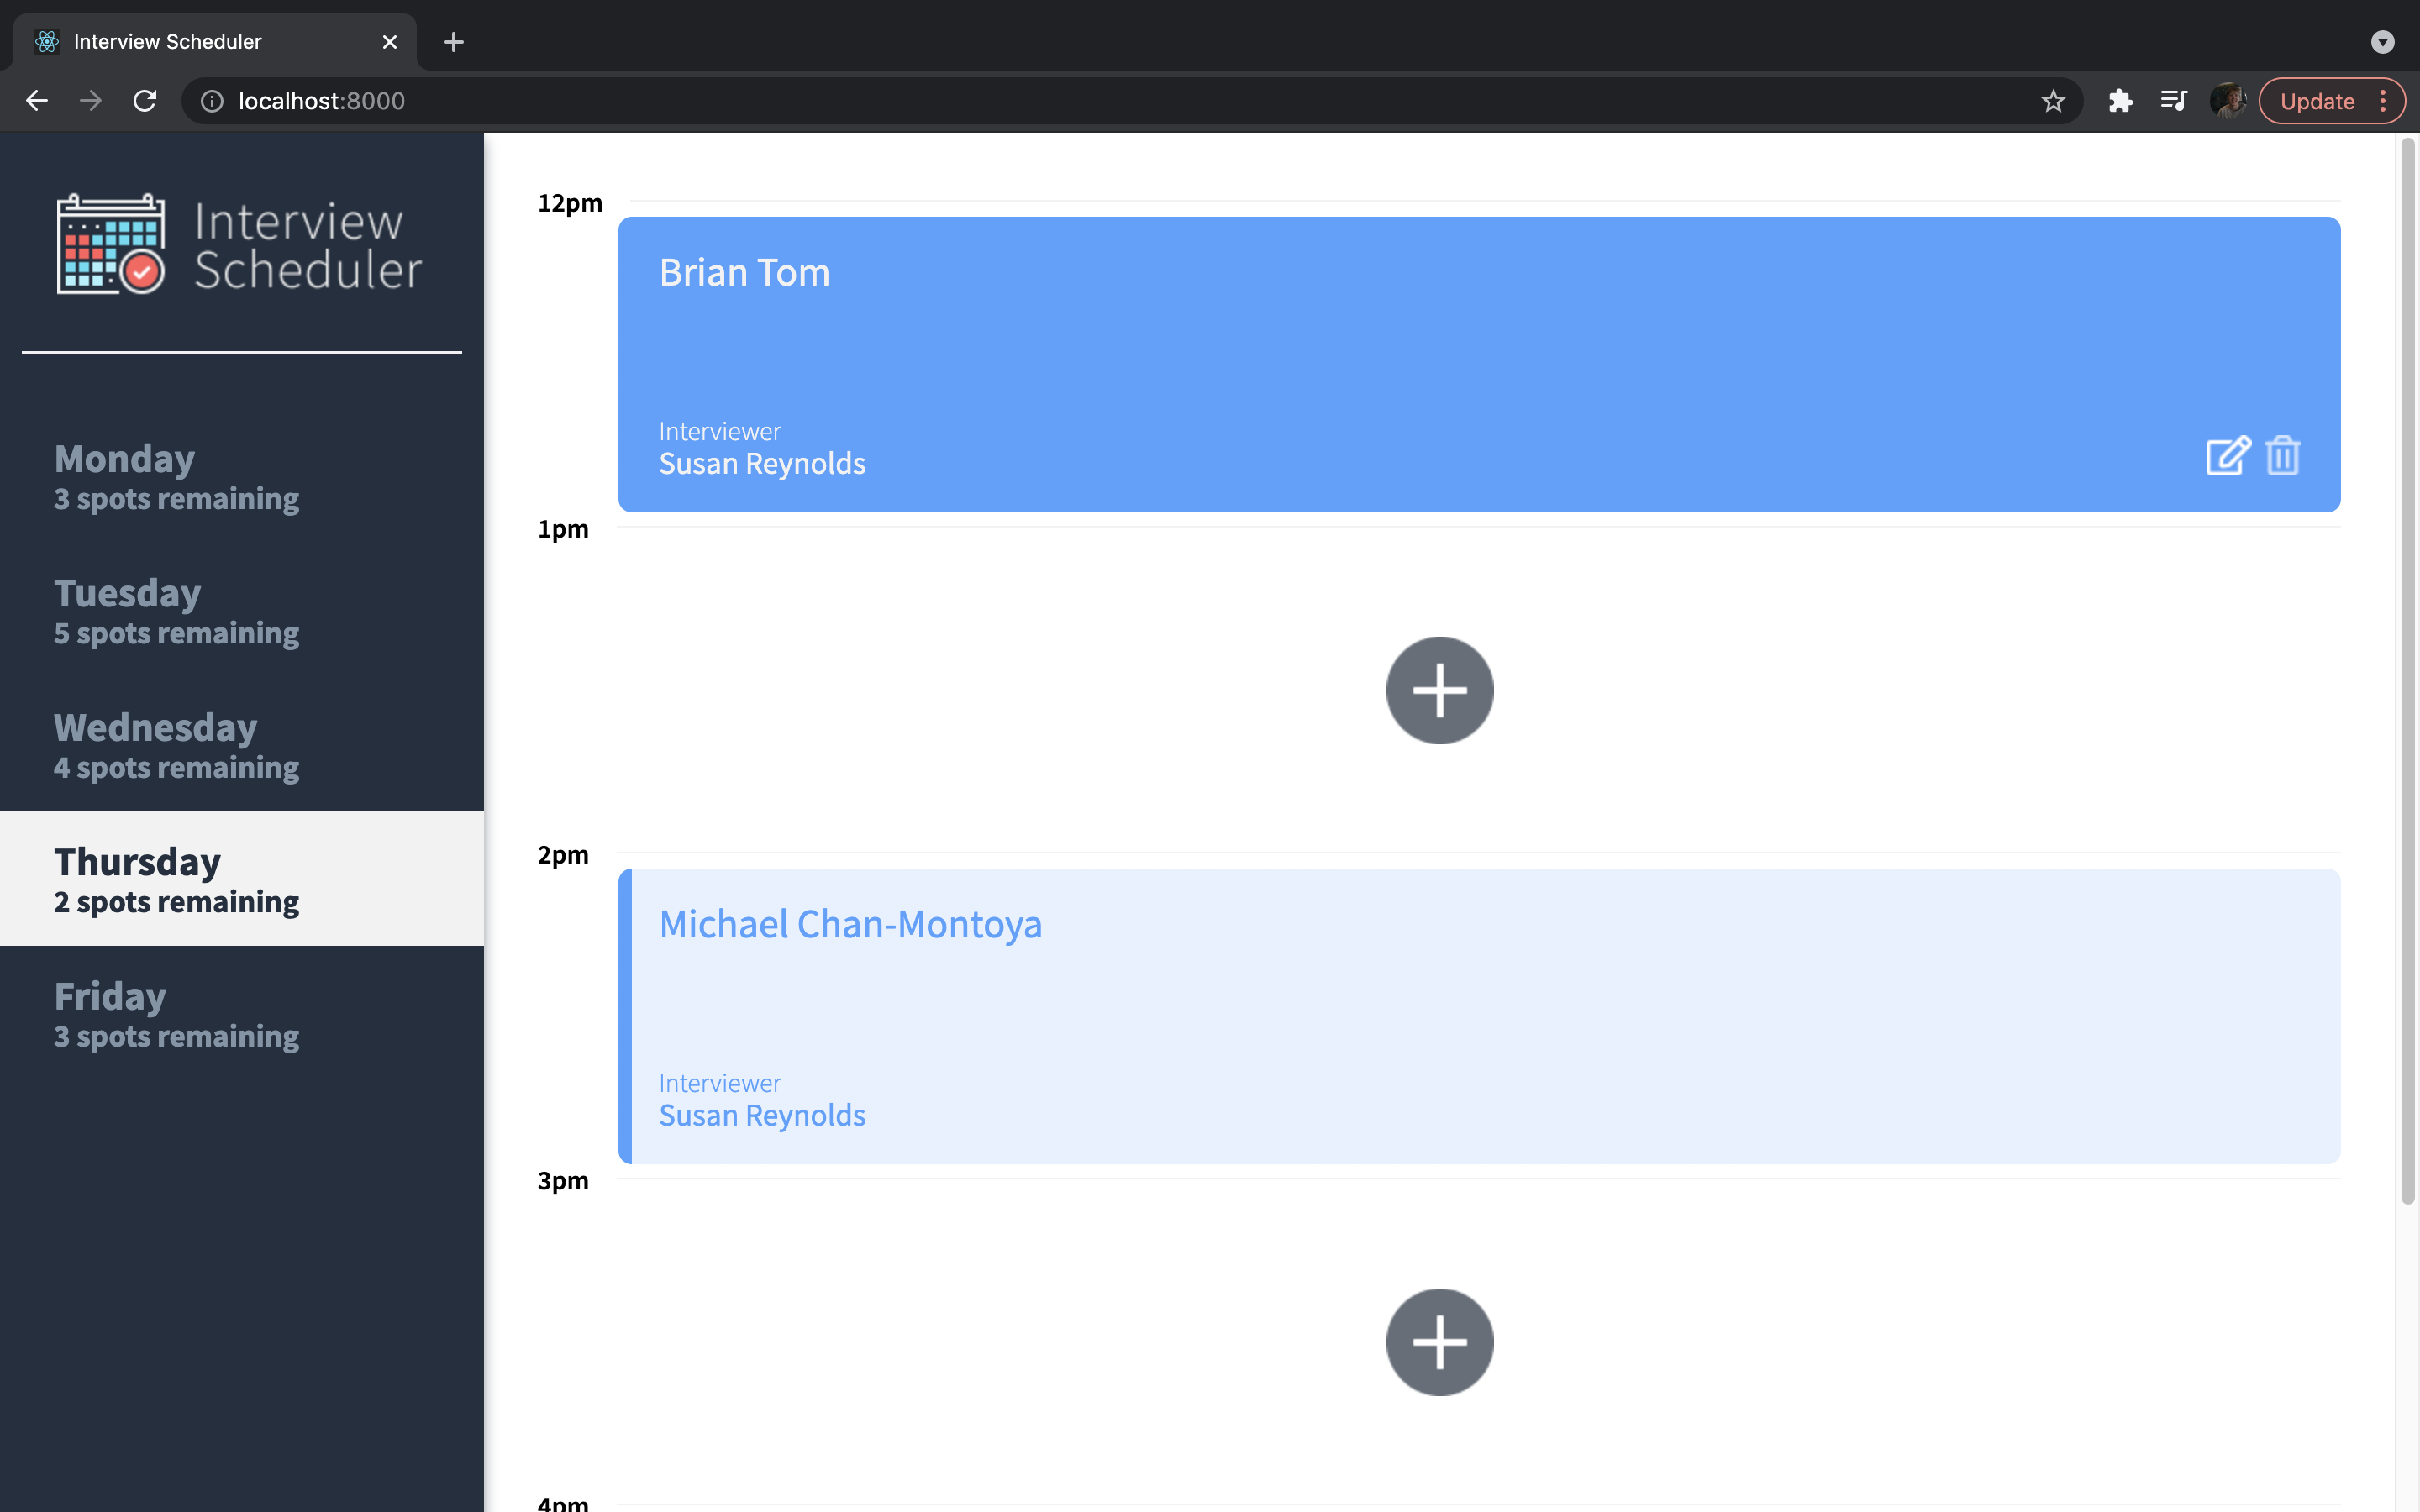 Interview Scheduler
localhost:8000
Update
Interview
Scheduler
Monday
3 spots remaining
Tuesday
5 spots remaining
Wednesday
4 spots remaining
Thursday
2 spots remaining
Friday
3 spots remaining
12pm
Brian Tom
Interviewer
Susan Reynolds
1pm
2pm
Michael Chan-Montoya
Interviewer
Susan Reynolds
3pm
4pm